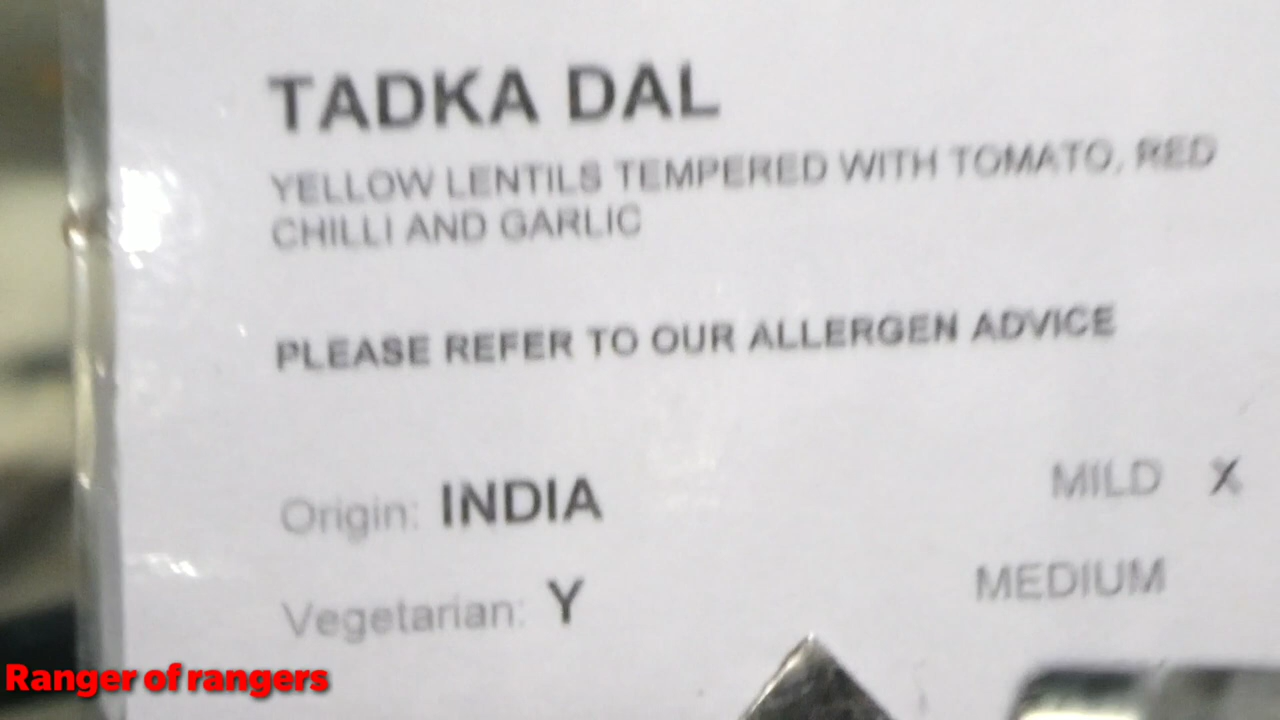 TADKA DAL
YELLOW LENTILS TEMPERED WITH TOMATO, RED
CHILLI AND GARLIC
PLEASE REFER TO OUR ALLERGEN ADVICE
Origin: INDIA
MILD X
Vegetarian: Y
MEDIUM
Ranger of rangers